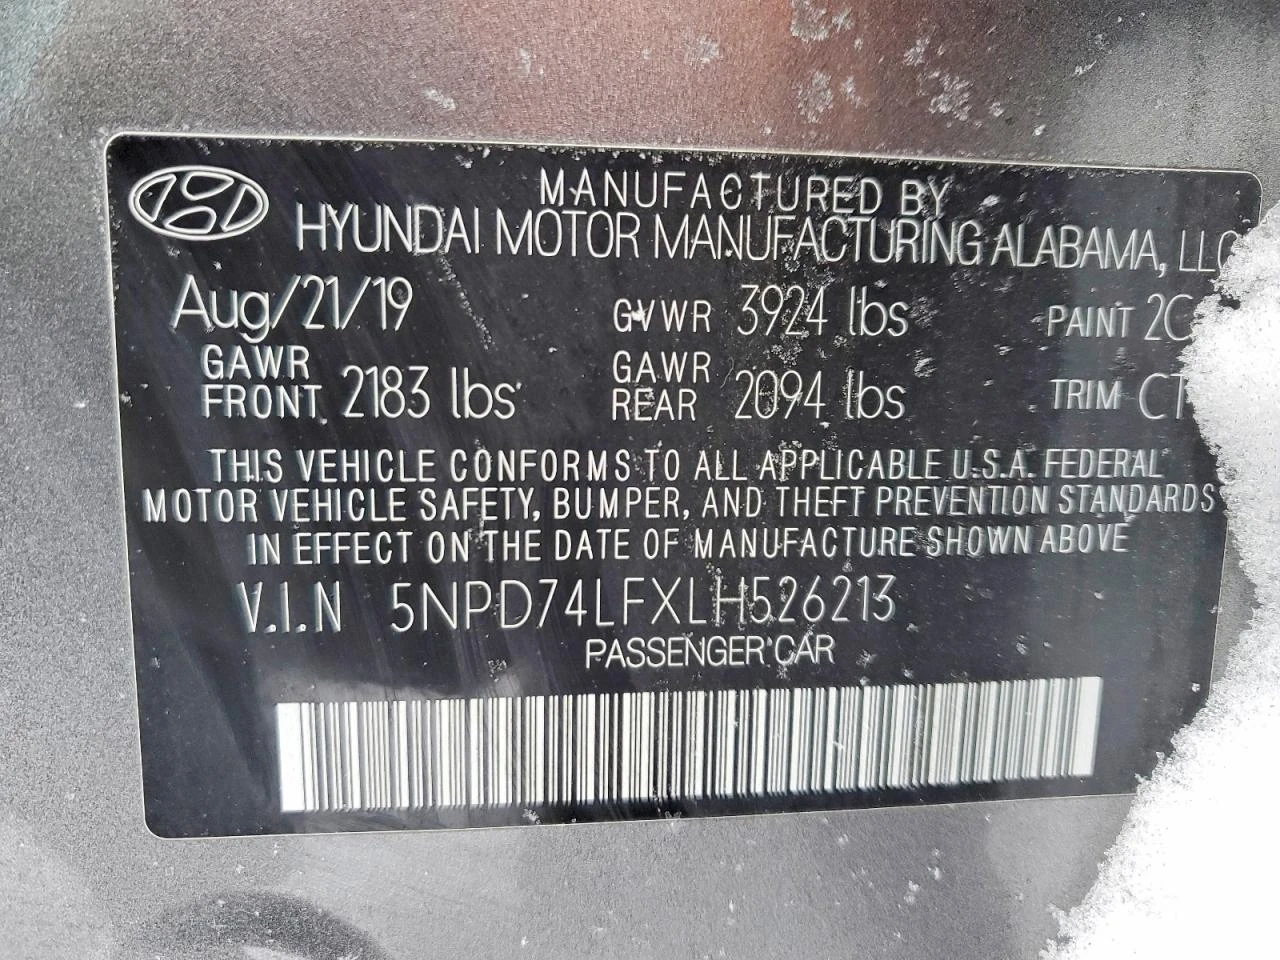 MANUFACTURED BY
HYUNDAI MOTOR MANUFACTURING ALABAMA, LLC
Aug/21/19 GVWR 3924 lbs PAINT
GAWR FRONT 2183 lbs GAWR REAR 2094 lbs TRIM
THIS VEHICLE CONFORMS TO ALL APPLICABLE U.S.A. FEDERAL
MOTOR VEHICLE SAFETY, BUMPER, AND THEFT PREVENTION STANDARDS
IN EFFECT ON THE DATE OF MANUFACTURE SHOWN ABOVE
V.I.N 5NPD74LFXLH526213
PASSENGER CAR